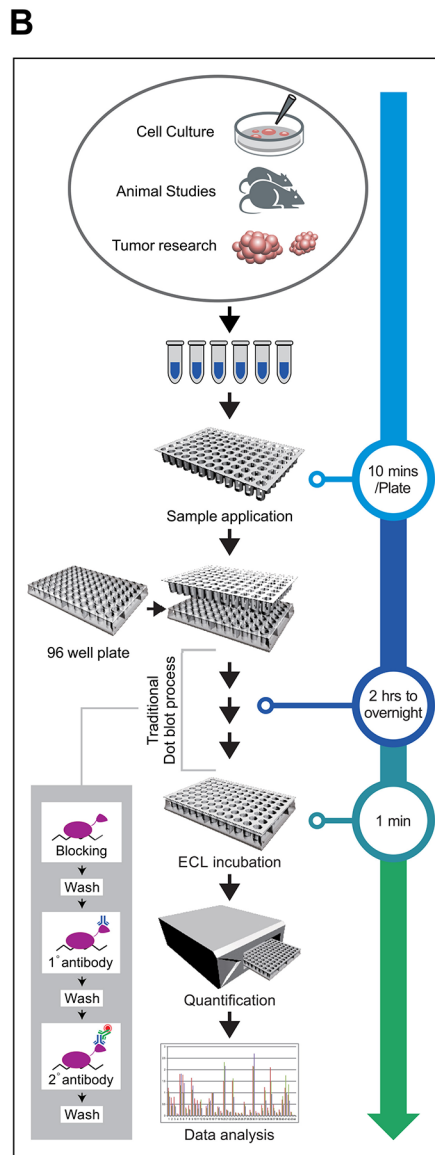 B
Cell Culture
Animal Studies
Tumor research
10 mins
/Plate
Sample application
96 well plate
Traditional
Dot blot process
2 hrs to
overnight
1 min
ECL incubation
Blocking
Wash
1° antibody
Wash
2° antibody
Wash
Quantification
Data analysis